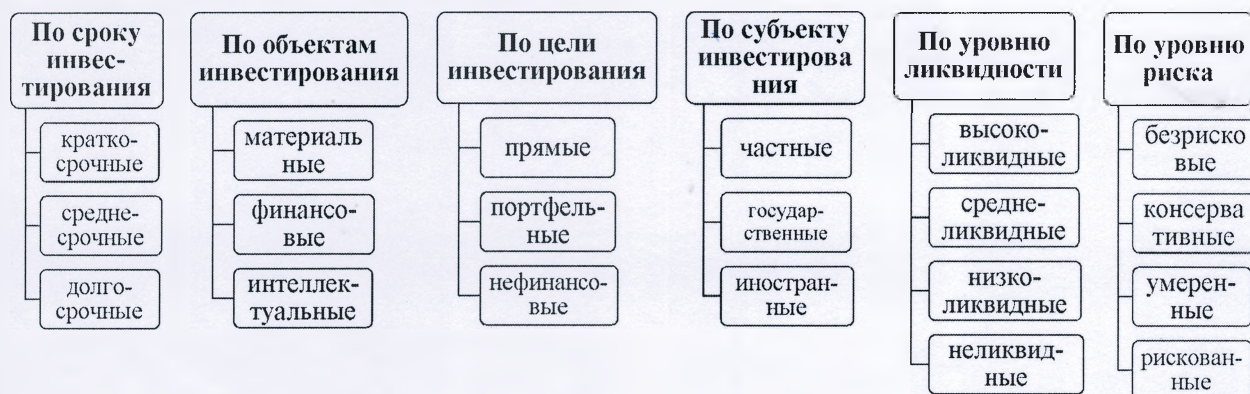 По сроку
инвес-
тирования
кратко-
срочные
средне-
срочные
долго-
срочные
По объектам
инвестирования
материаль
ные
финансо-
вые
интеллек-
туальные
По цели
инвестирования
прямые
портфель-
ные
нефинансо-
вые
По субъекту
инвестирова
ния
частные
государ-
ственные
иностран-
ные
По уровню
ликвидности
высоко-
ликвидные
средне-
ликвидные
низко-
ликвидные
неликвид-
ные
По уровню
риска
безриско
вые
консерва
тивные
умерен-
ные
рискован-
ные